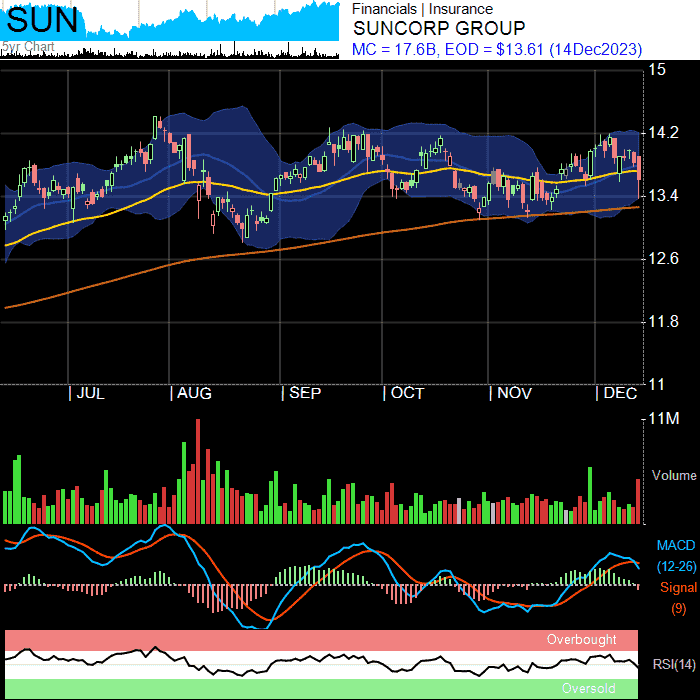 SUN
5yr Chart
Financials | Insurance
SUNCORP GROUP
MC = 17.6B, EOD = $13.61 (14Dec2023)
15
14.2
13.4
12.6
11.8
11
JUL AUG SEP OCT NOV DEC
11M
Volume
MACD
(12-26)
Signal
(9)
Overbought
RSI(14)
Oversold